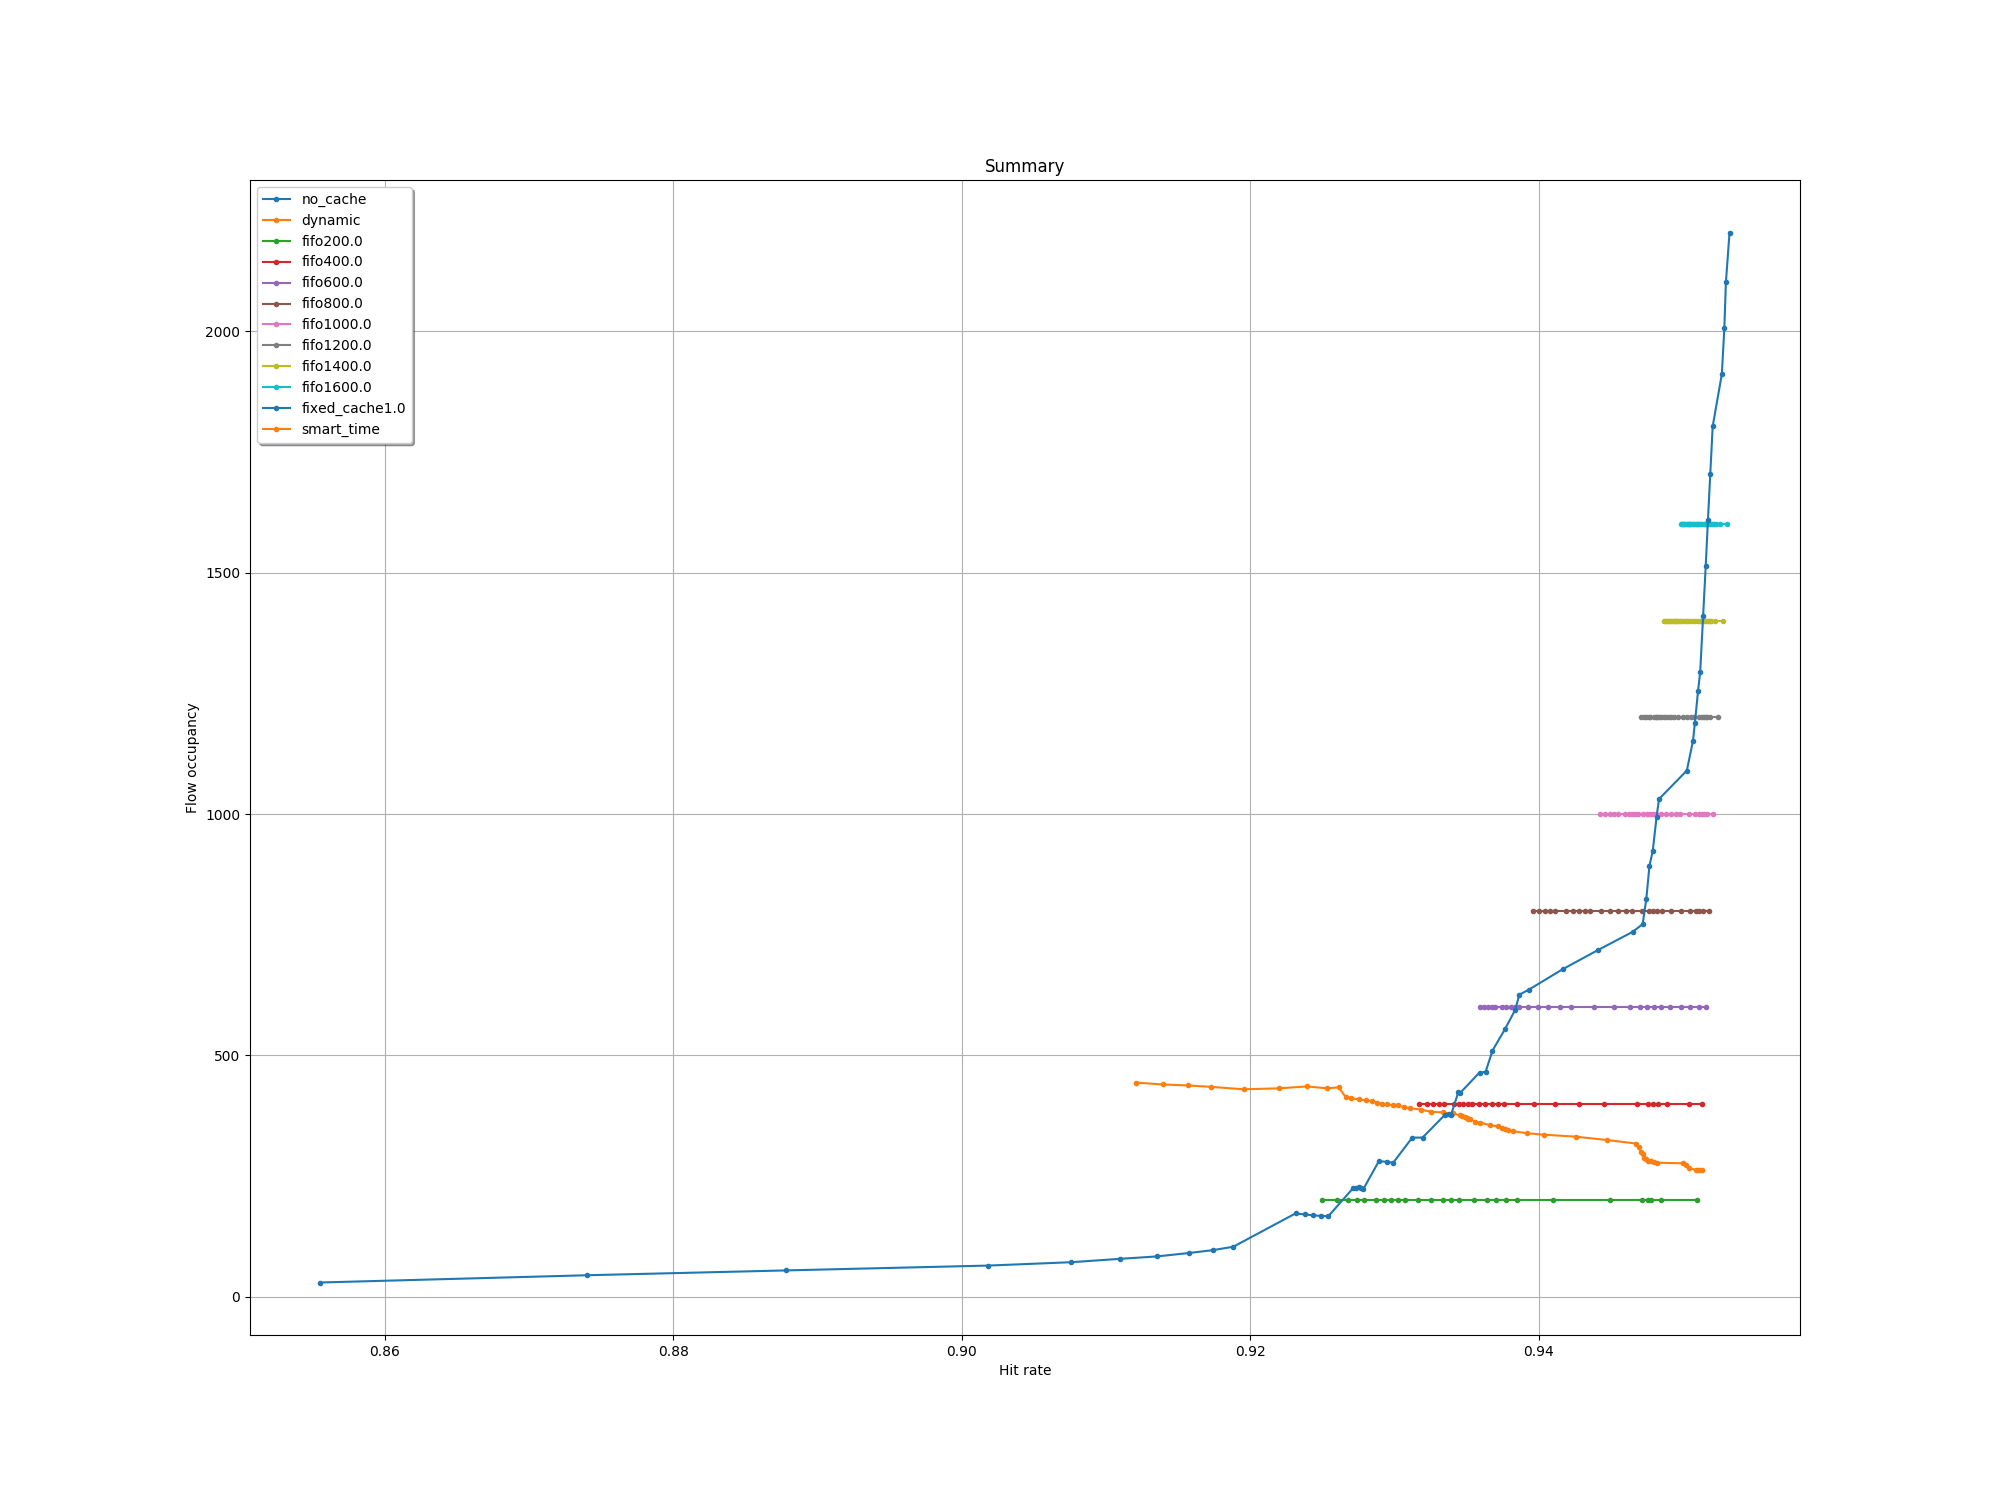 Summary
no_cache
dynamic
fifo200.0
fifo400.0
fifo600.0
fifo800.0
fifo1000.0
fifo1200.0
fifo1400.0
fifo1600.0
fixed_cache1.0
smart_time
2000
1500
1000
500
0
Flow occupancy
0.86 0.88 0.90 0.92 0.94
Hit rate